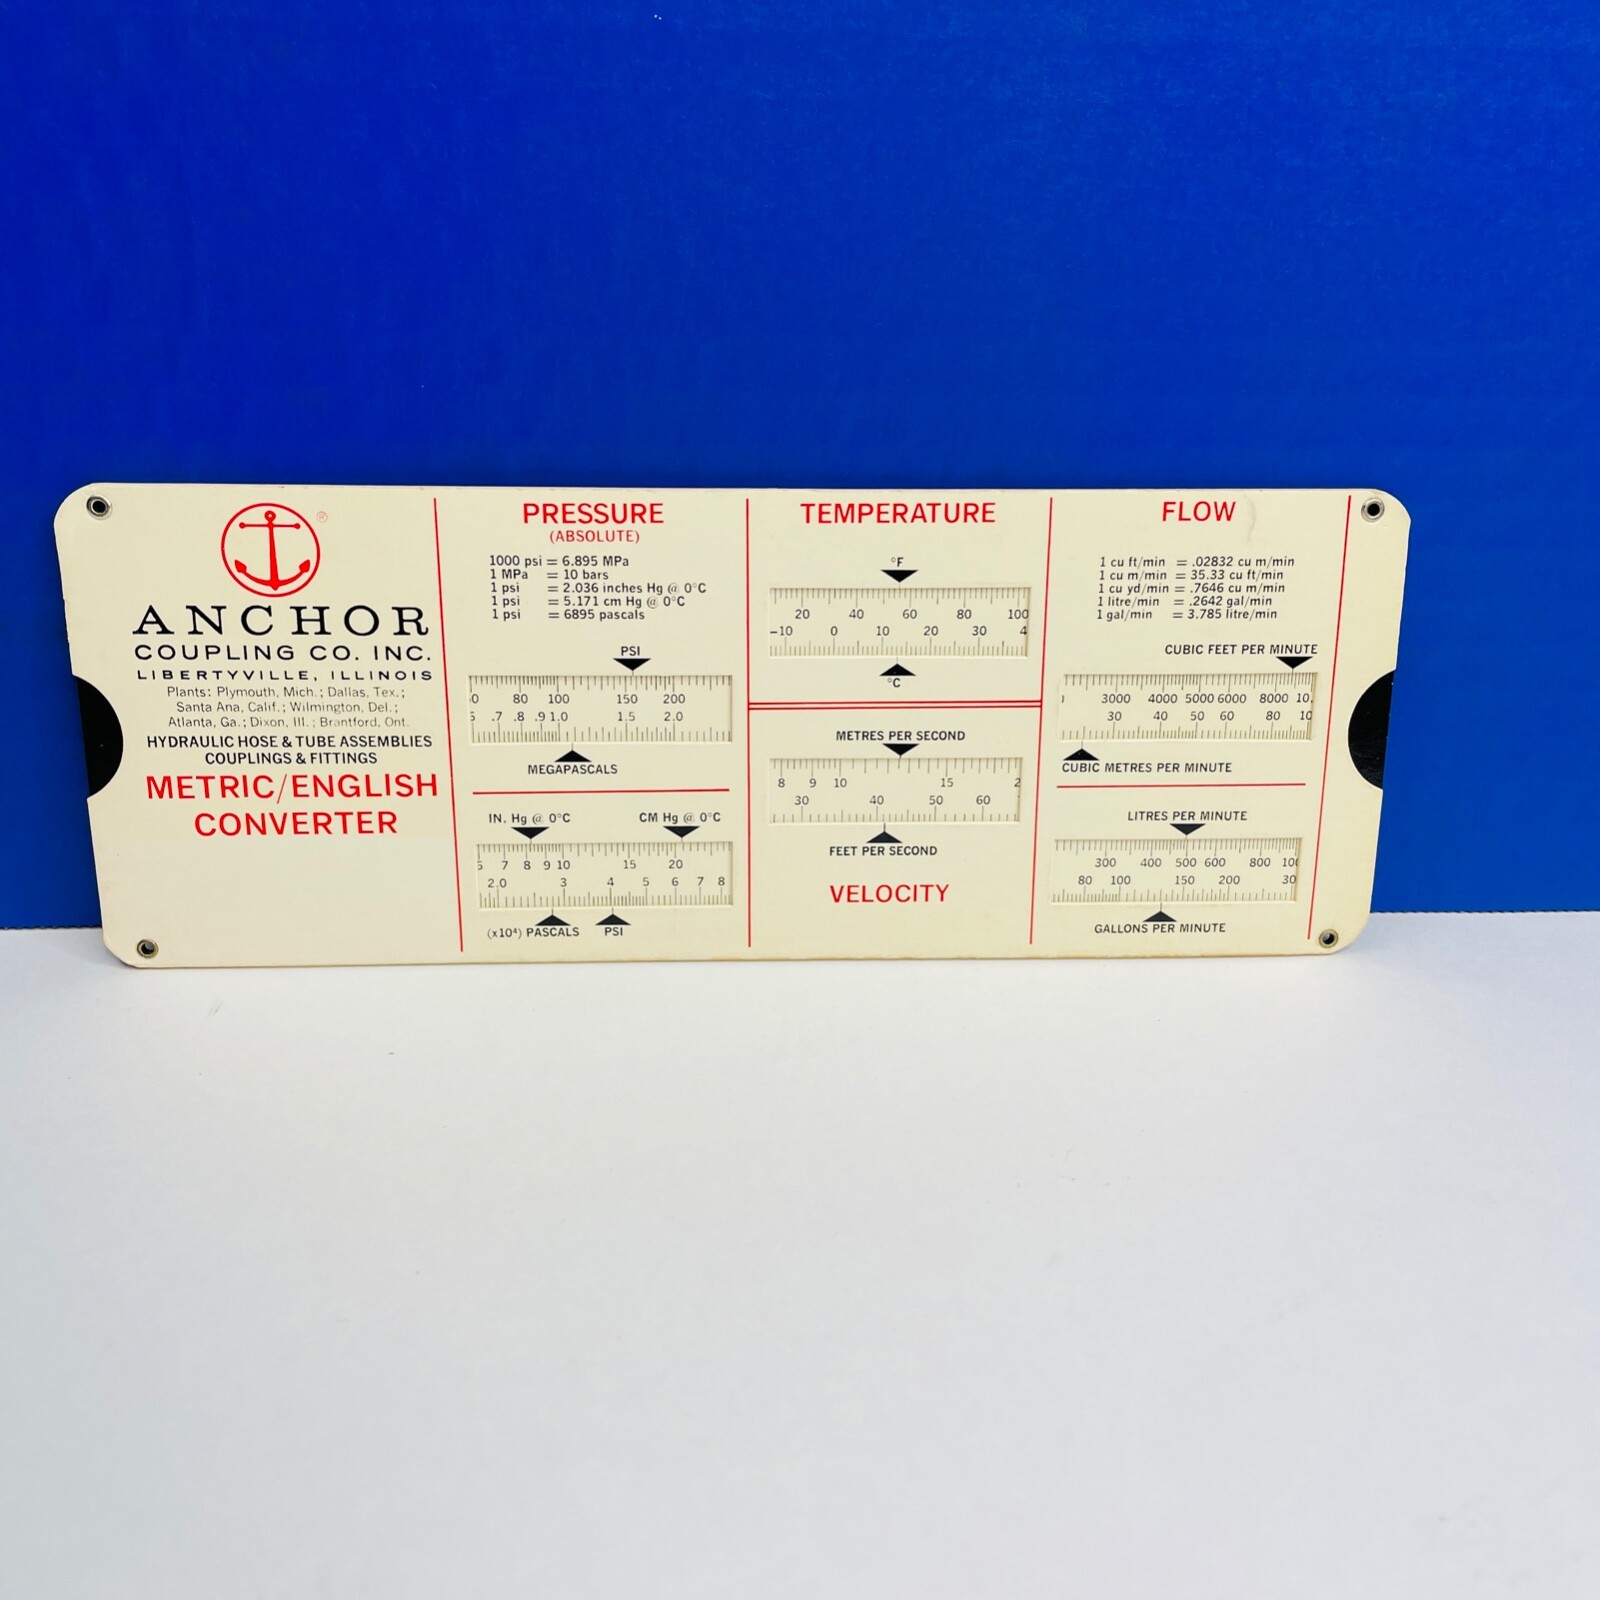 ®
ANCHOR
COUPLING CO. INC.
LIBERTYVILLE, ILLINOIS
Plants: Plymouth, Mich.; Dallas, Tex.;
Santa Ana, Calif.; Wilmington, Del.;
Atlanta, Ga.; Dixon, Ill.; Brantford, Ont.
HYDRAULIC HOSE & TUBE ASSEMBLIES
COUPLINGS & FITTINGS
METRIC/ENGLISH
CONVERTER
PRESSURE
(ABSOLUTE)
1000 psi = 6.895 MPa
1 MPa = 10 bars
1 psi = 2.036 inches Hg @ 0°C
1 psi = 5.171 cm Hg @ 0°C
1 psi = 6895 pascals
PSI
80 100 150 200
.7 .8 .9 1.0 1.5 2.0
MEGAPASCALS
IN. Hg @ 0°C CM Hg @ 0°C
6 7 8 9 10 15 20
2.0 3 4 5 6 7 8
(x10⁴) PASCALS PSI
TEMPERATURE
°F
20 40 60 80 100
-10 0 10 20 30 4
°C
METRES PER SECOND
8 9 10 15 2
30 40 50 60
FEET PER SECOND
VELOCITY
FLOW
1 cu ft/min = .02832 cu m/min
1 cu m/min = 35.33 cu ft/min
1 cu yd/min = .7646 cu m/min
1 litre/min = .2642 gal/min
1 gal/min = 3.785 litre/min
CUBIC FEET PER MINUTE
3000 4000 5000 6000 8000 10,
30 40 50 60 80 10
CUBIC METRES PER MINUTE
LITRES PER MINUTE
300 400 500 600 800 100
80 100 150 200 30
GALLONS PER MINUTE